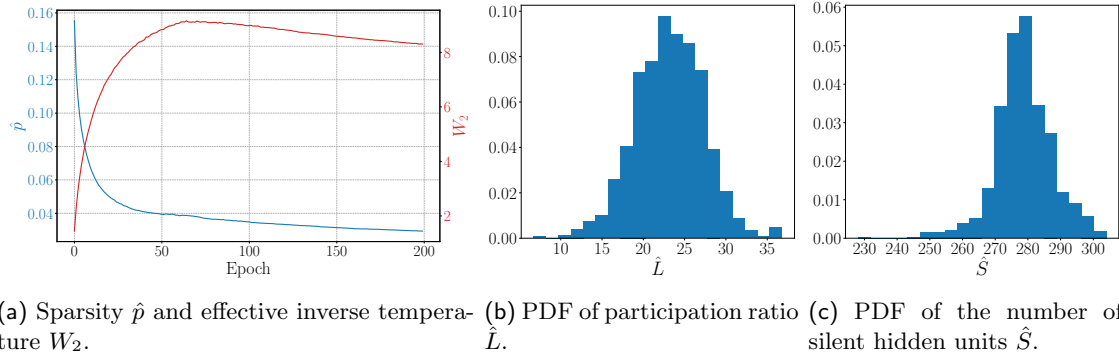 0.16
0.14
0.12
0.10
0.08
0.06
0.04
p̂
8
6
4
2
W₂
0 50 100 150 200
Epoch
0.10
0.08
0.06
0.04
0.02
0.00
10 15 20 25 30 35
L̂
0.06
0.05
0.04
0.03
0.02
0.01
0.00
230 240 250 260 270 280 290 300
Ŝ
(a) Sparsity p̂ and effective inverse tempera-
ture W₂.
(b) PDF of participation ratio
L̂.
(c) PDF of the number of
silent hidden units Ŝ.